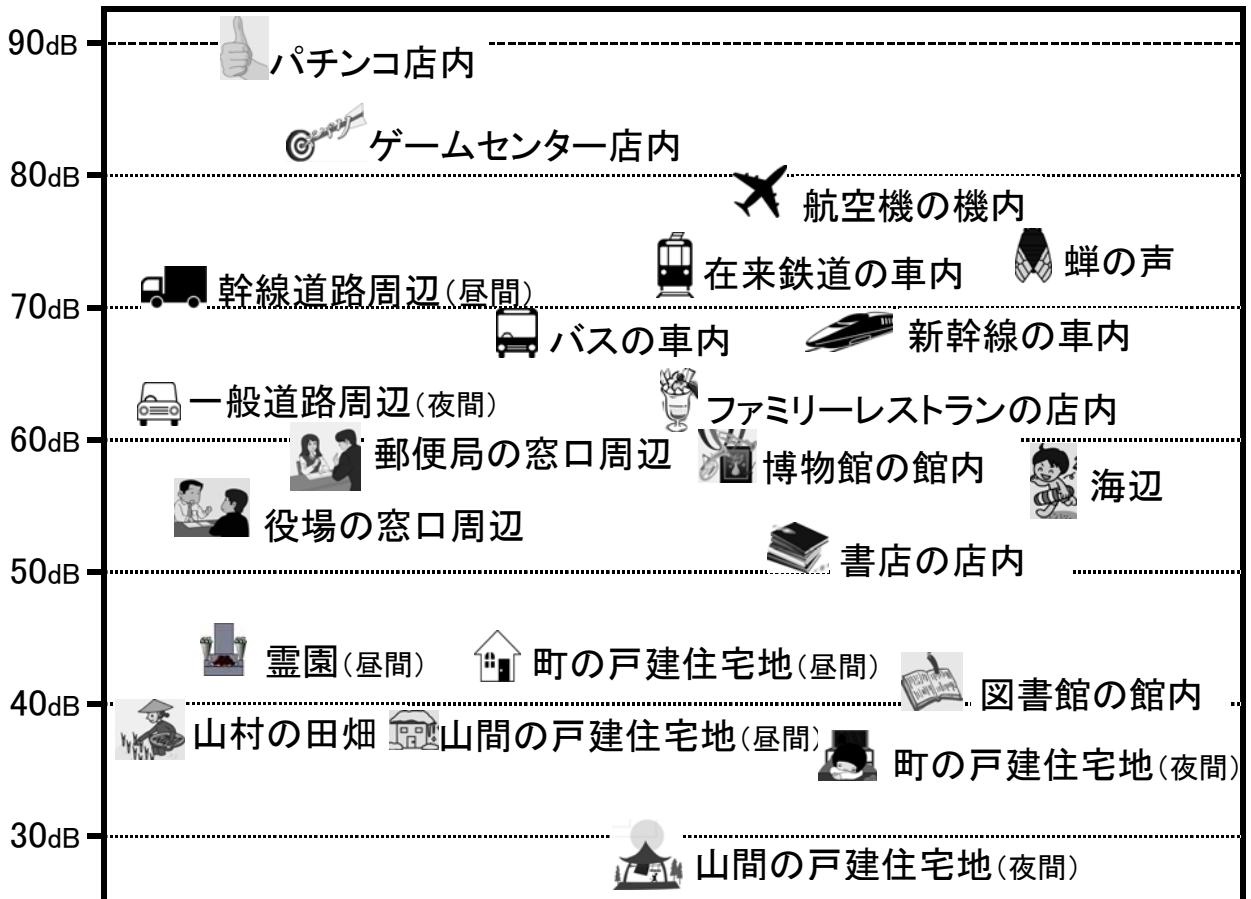 90dB
パチンコ店内
ゲームセンター店内
80dB
航空機の機内
蝉の声
在来鉄道の車内
幹線道路周辺（昼間）
70dB
バスの車内
新幹線の車内
一般道路周辺（夜間）
ファミリーレストランの店内
60dB
郵便局の窓口周辺
博物館の館内
海辺
役場の窓口周辺
書店の店内
50dB
霊園（昼間）
町の戸建住宅地（昼間）
図書館の館内
40dB
山村の田畑
山間の戸建住宅地（昼間）
町の戸建住宅地（夜間）
30dB
山間の戸建住宅地（夜間）